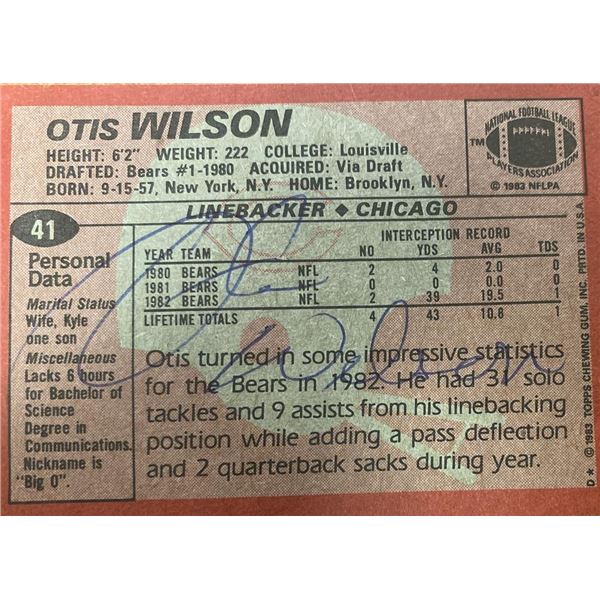 OTIS WILSON
HEIGHT: 6'2" WEIGHT: 222 COLLEGE: Louisville
DRAFTED: Bears #1-1980 ACQUIRED: Via Draft
BORN: 9-15-57, New York, N.Y. HOME: Brooklyn, N.Y.
NATIONAL FOOTBALL LEAGUE
PLAYERS ASSOCIATION
TM
© 1983 NFLPA
LINEBACKER ◆ CHICAGO
41
Personal
Data
Marital Status
Wife, Kyle
one son
Miscellaneous
Lacks 6 hours
for Bachelor of
Science
Degree in
Communications.
Nickname is
"Big O".
INTERCEPTION RECORD
YEAR TEAM NO YDS AVG TDS
1980 BEARS NFL 2 4 2.0 0
1981 BEARS NFL 0 0 0.0 0
1982 BEARS NFL 2 39 19.5 1
LIFETIME TOTALS 4 43 10.8 1
Otis turned in some impressive statistics
for the Bears in 1982. He had 31 solo
tackles and 9 assists from his linebacking
position while adding a pass deflection
and 2 quarterback sacks during year.
Otis Wilson
D* © 1983 TOPPS CHEWING GUM, INC. PRTD. IN U.S.A.